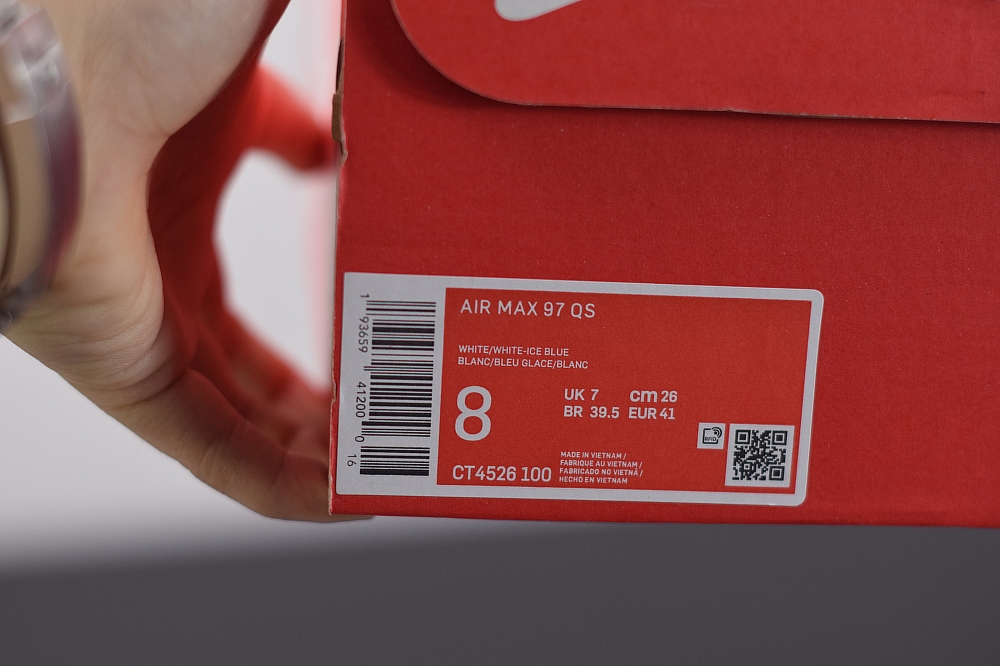 AIR MAX 97 QS
WHITE/WHITE-ICE BLUE
BLANC/BLEU GLACE/BLANC
8
UK 7 cm 26
BR 39.5 EUR 41
CT4526 100
MADE IN VIETNAM /
FABRIQUE AU VIETNAM /
FABRICADO NO VIETNÃ /
HECHO EN VIETNAM
RFID
1 93659 41200 0 16